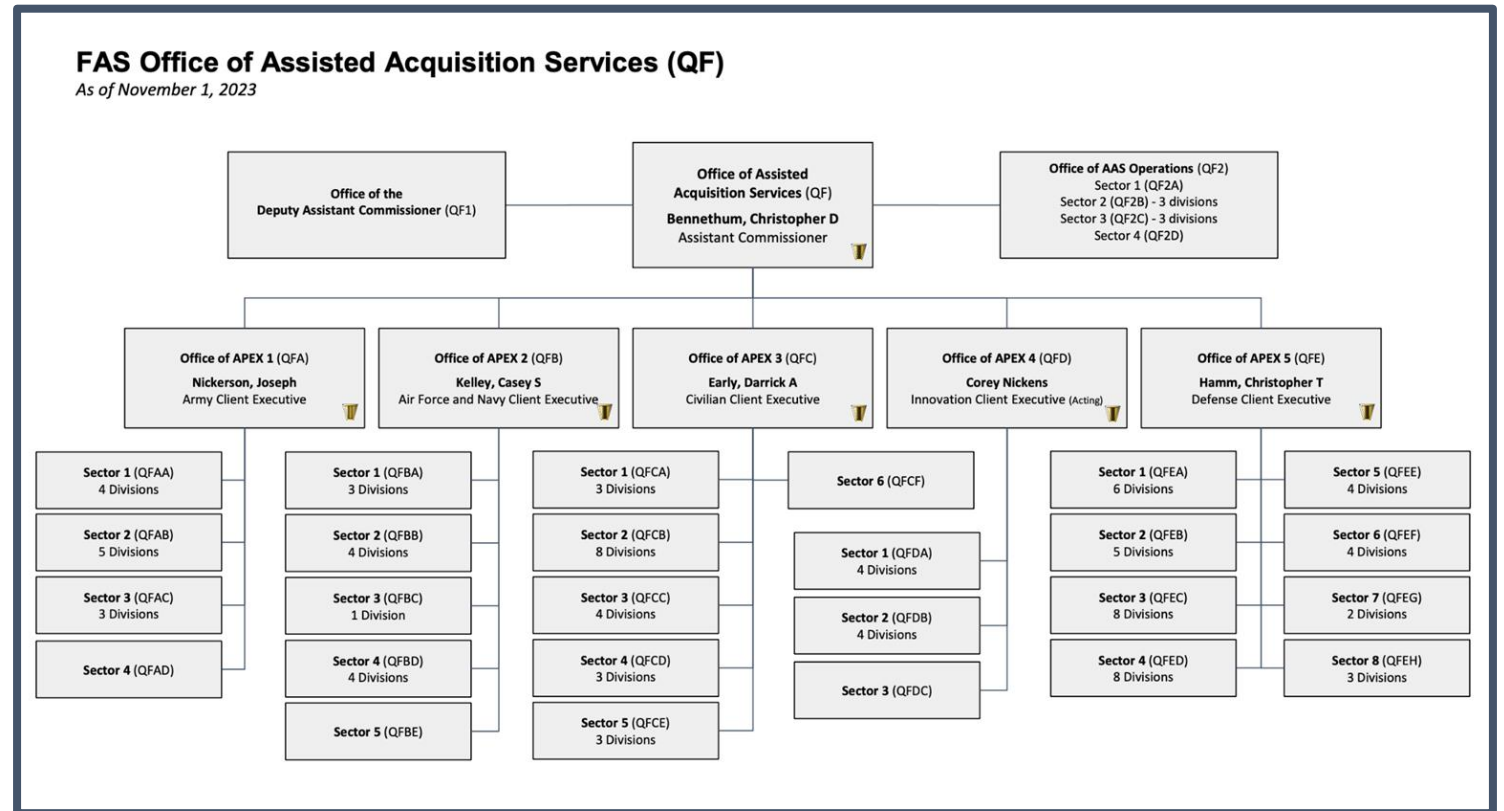 FAS Office of Assisted Acquisition Services (QF)
As of November 1, 2023
Office of the
Deputy Assistant Commissioner (QF1)
Office of Assisted
Acquisition Services (QF)
Bennethum, Christopher D
Assistant Commissioner
Office of AAS Operations (QF2)
Sector 1 (QF2A)
Sector 2 (QF2B) - 3 divisions
Sector 3 (QF2C) - 3 divisions
Sector 4 (QF2D)
Office of APEX 1 (QFA)
Nickerson, Joseph
Army Client Executive
Office of APEX 2 (QFB)
Kelley, Casey S
Air Force and Navy Client Executive
Office of APEX 3 (QFC)
Early, Darrick A
Civilian Client Executive
Office of APEX 4 (QFD)
Corey Nickens
Innovation Client Executive (Acting)
Office of APEX 5 (QFE)
Hamm, Christopher T
Defense Client Executive
Sector 1 (QFAA)
4 Divisions
Sector 2 (QFAB)
5 Divisions
Sector 3 (QFAC)
3 Divisions
Sector 4 (QFAD)
Sector 1 (QFBA)
3 Divisions
Sector 2 (QFBB)
4 Divisions
Sector 3 (QFBC)
1 Division
Sector 4 (QFBD)
4 Divisions
Sector 5 (QFBE)
Sector 1 (QFCA)
3 Divisions
Sector 2 (QFCB)
8 Divisions
Sector 3 (QFCC)
4 Divisions
Sector 4 (QFCD)
3 Divisions
Sector 5 (QFCE)
3 Divisions
Sector 6 (QFCF)
Sector 1 (QFDA)
4 Divisions
Sector 2 (QFDB)
4 Divisions
Sector 3 (QFDC)
Sector 1 (QFEA)
6 Divisions
Sector 2 (QFEB)
5 Divisions
Sector 3 (QFEC)
8 Divisions
Sector 4 (QFED)
8 Divisions
Sector 5 (QFEE)
4 Divisions
Sector 6 (QFEF)
4 Divisions
Sector 7 (QFEG)
2 Divisions
Sector 8 (QFEH)
3 Divisions